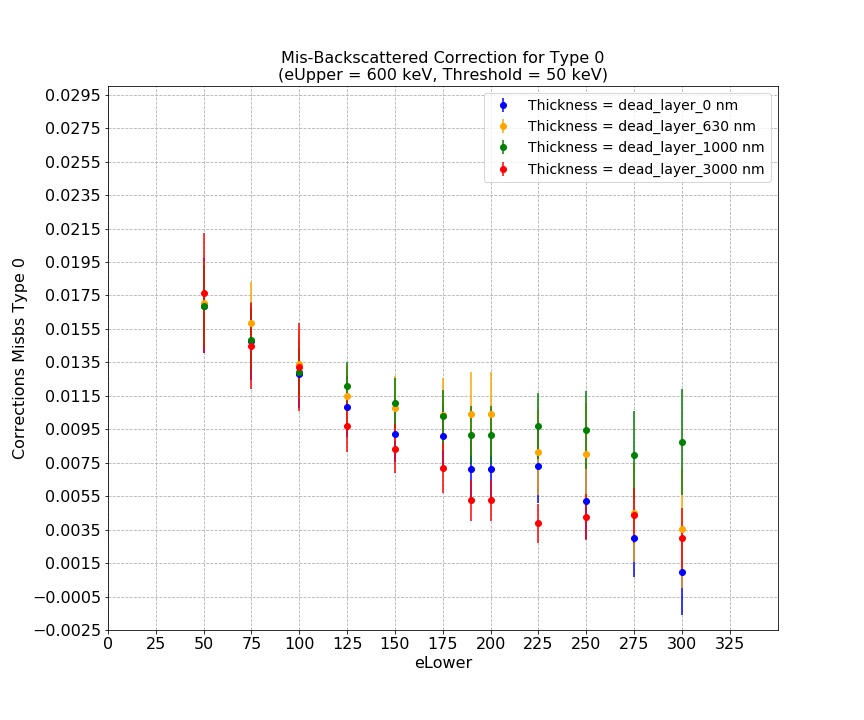 Mis-Backscattered Correction for Type 0
(eUpper = 600 keV, Threshold = 50 keV)
Thickness = dead_layer_0 nm
Thickness = dead_layer_630 nm
Thickness = dead_layer_1000 nm
Thickness = dead_layer_3000 nm
Corrections Misbs Type 0
0.0295
0.0275
0.0255
0.0235
0.0215
0.0195
0.0175
0.0155
0.0135
0.0115
0.0095
0.0075
0.0055
0.0035
0.0015
−0.0005
−0.0025
0 25 50 75 100 125 150 175 200 225 250 275 300 325
eLower